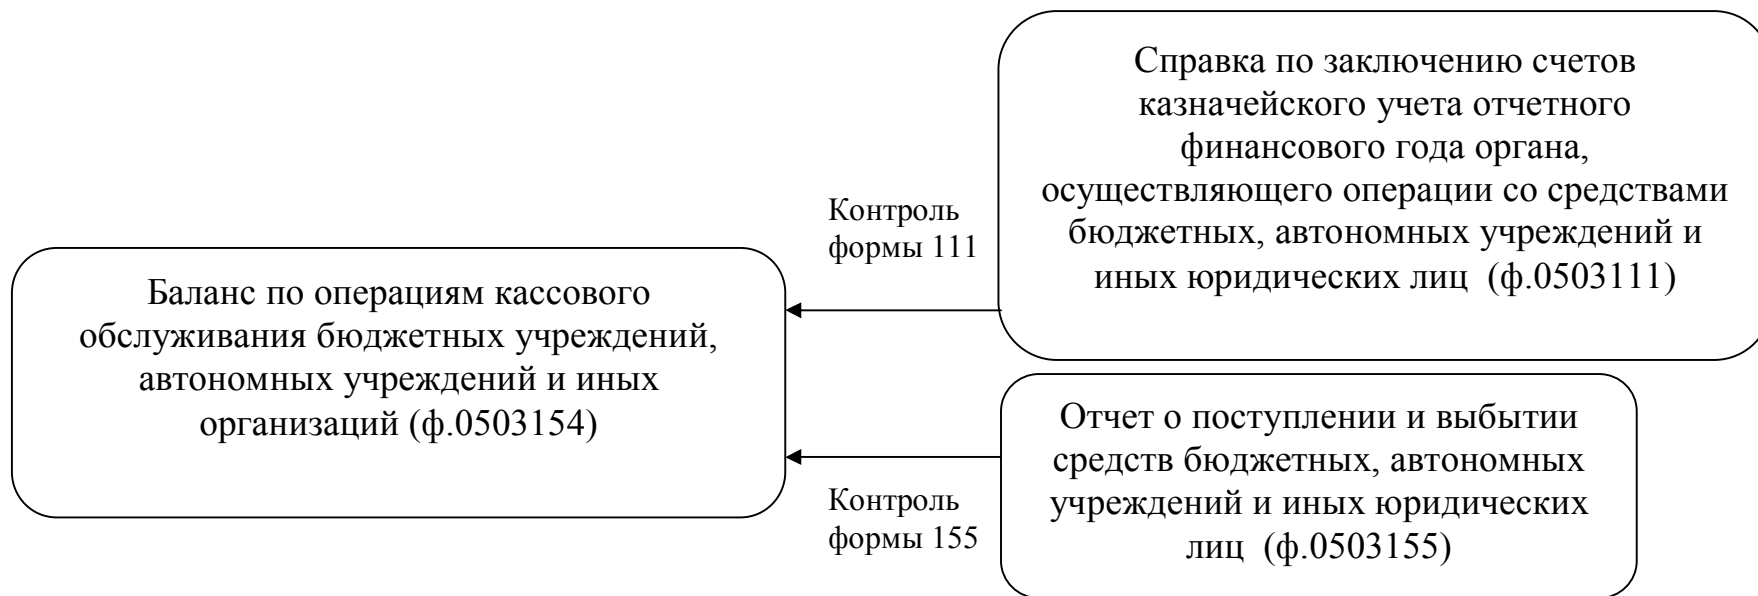 Справка по заключению счетов
казначейского учета отчетного
финансового года органа,
осуществляющего операции со средствами
бюджетных, автономных учреждений и
иных юридических лиц  (ф.0503111)
Контроль
формы 111
Баланс по операциям кассового
обслуживания бюджетных учреждений,
автономных учреждений и иных
организаций (ф.0503154)
Отчет о поступлении и выбытии
средств бюджетных, автономных
учреждений и иных юридических
лиц  (ф.0503155)
Контроль
формы 155